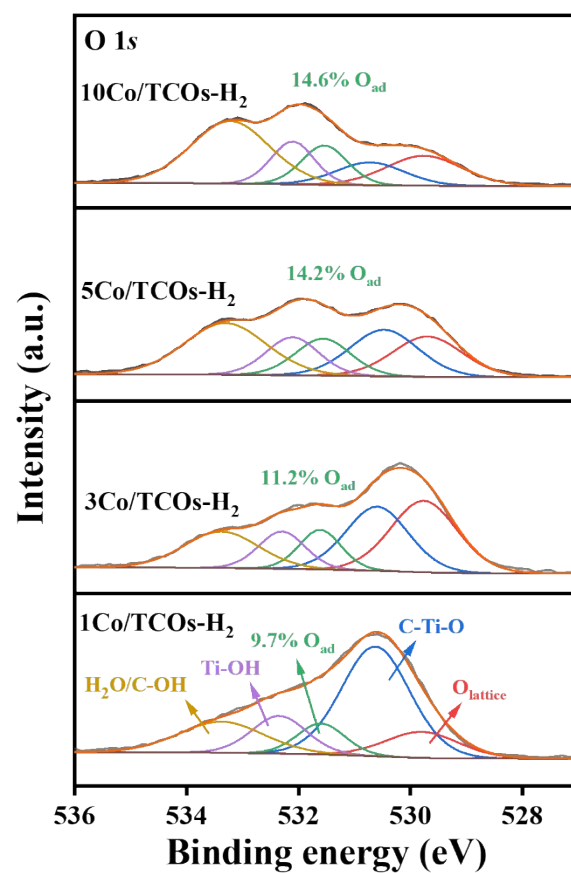 O 1s
10Co/TCOs-H₂
14.6% Oad
5Co/TCOs-H₂
14.2% Oad
3Co/TCOs-H₂
11.2% Oad
1Co/TCOs-H₂
9.7% Oad
C-Ti-O
Ti-OH
H₂O/C-OH
Olattice
Intensity (a.u.)
536 534 532 530 528
Binding energy (eV)